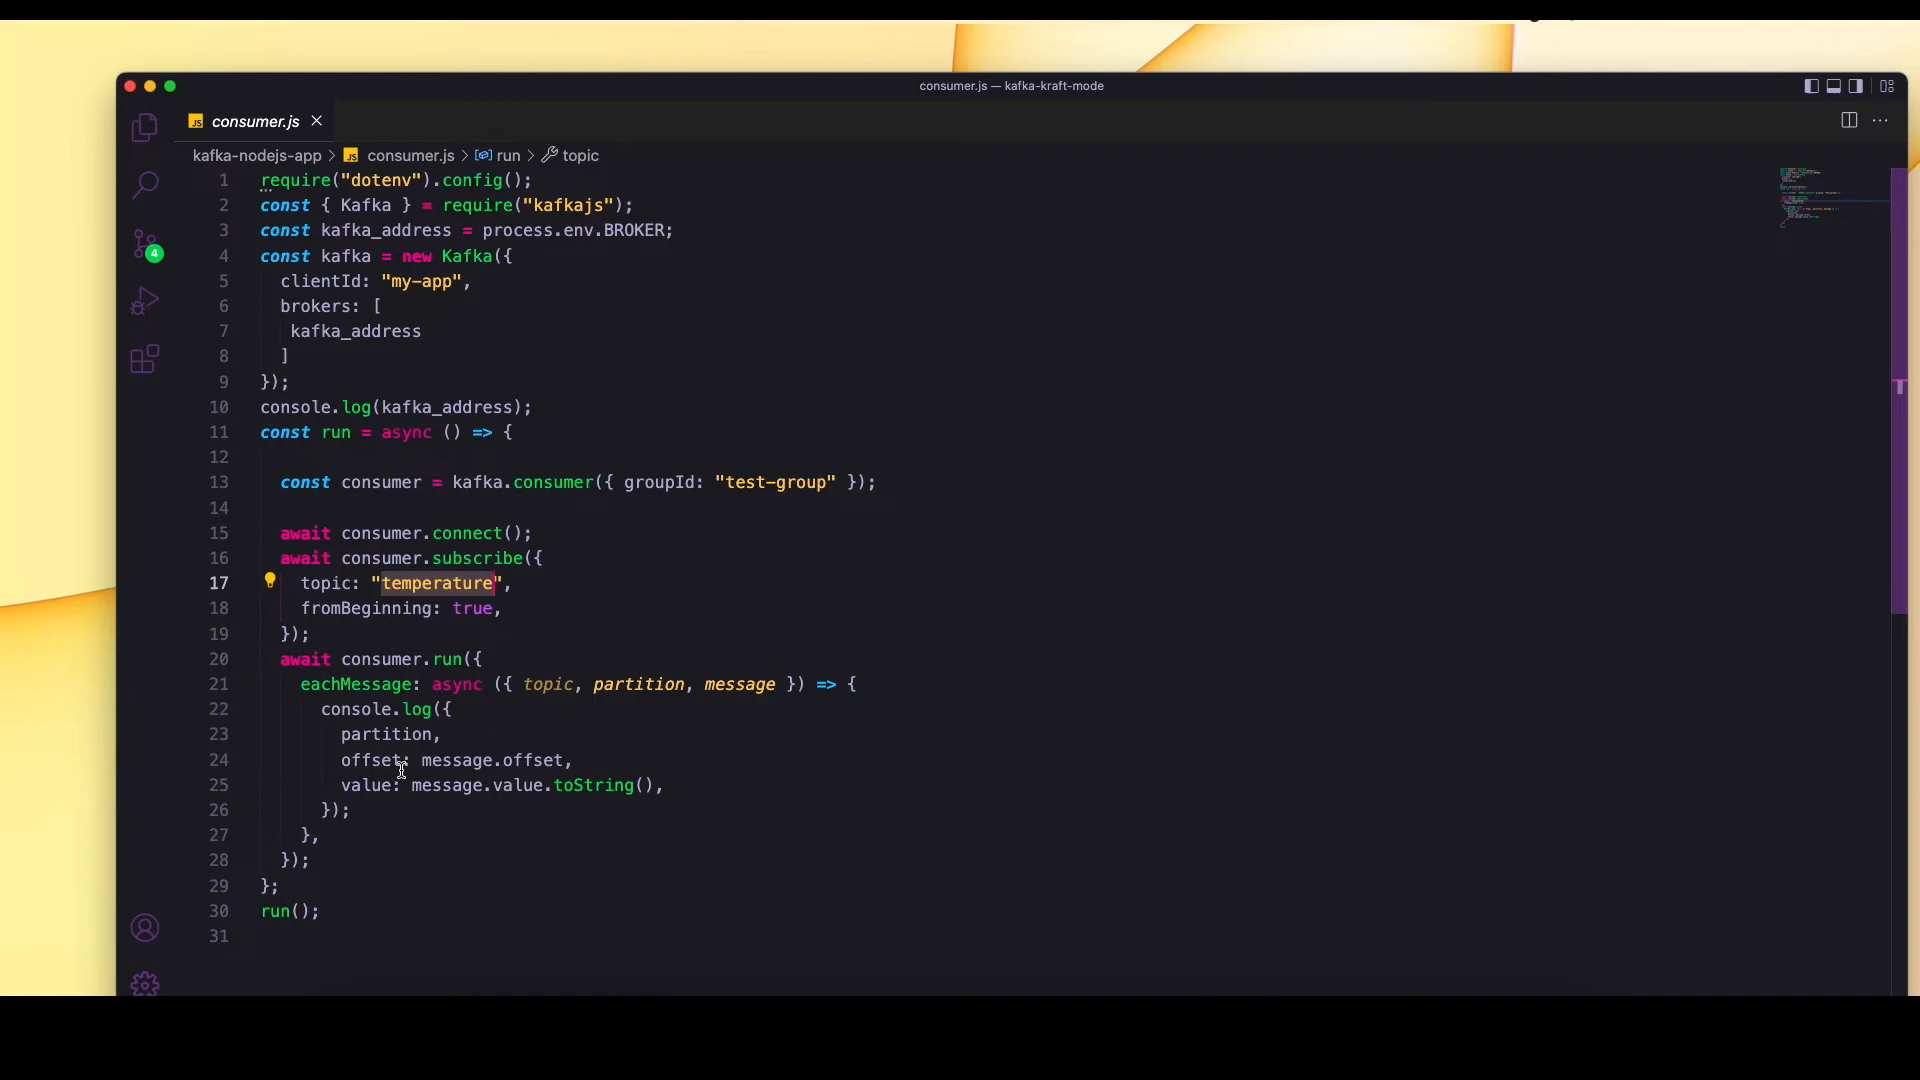 consumer.js — kafka-kraft-mode
consumer.js
kafka-nodejs-app > consumer.js > run > topic
1 require("dotenv").config();
2 const { Kafka } = require("kafkajs");
3 const kafka_address = process.env.BROKER;
4 const kafka = new Kafka({
5 clientId: "my-app",
6 brokers: [
7 kafka_address
8 ]
9 });
10 console.log(kafka_address);
11 const run = async () => {
12
13 const consumer = kafka.consumer({ groupId: "test-group" });
14
15 await consumer.connect();
16 await consumer.subscribe({
17 topic: "temperature",
18 fromBeginning: true,
19 });
20 await consumer.run({
21 eachMessage: async ({ topic, partition, message }) => {
22 console.log({
23 partition,
24 offset: message.offset,
25 value: message.value.toString(),
26 });
27 },
28 });
29 };
30 run();
31
4